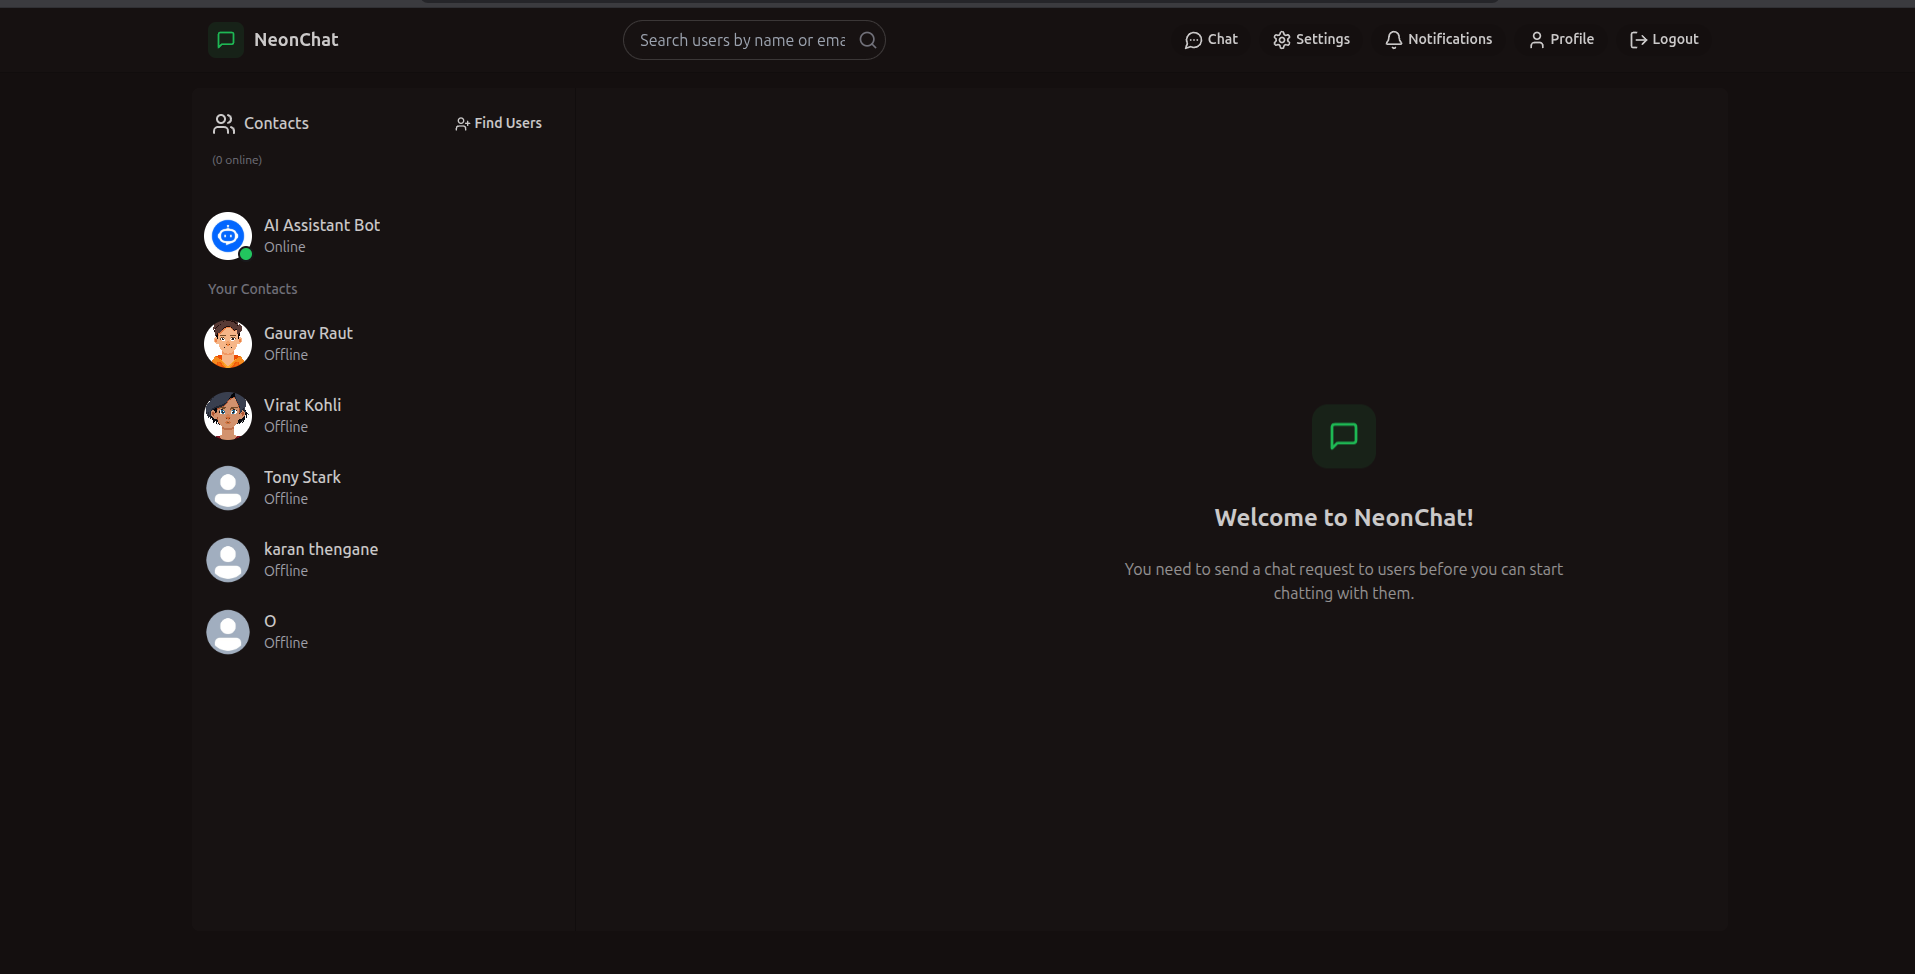 NeonChat
Search users by name or ema
Chat
Settings
Notifications
Profile
Logout
Contacts
Find Users
(0 online)
AI Assistant Bot
Online
Your Contacts
Gaurav Raut
Offline
Virat Kohli
Offline
Tony Stark
Offline
karan thengane
Offline
O
Offline
Welcome to NeonChat!
You need to send a chat request to users before you can start
chatting with them.